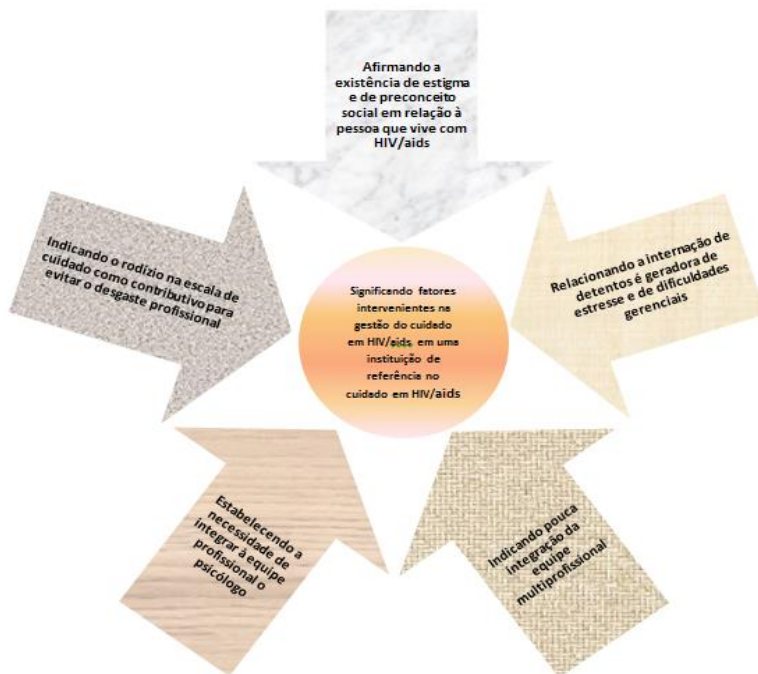 Afirmando a
existência de estigma
e de preconceito
social em relação à
pessoa que vive com
HIV/aids
Indicando o rodízio na escala de
cuidado como contributivo para
evitar o desgaste profissional
Relacionando a internação de
detentos é geradora de
estresse e de dificuldades
gerenciais
Significando fatores
intervenientes na
gestão do cuidado
em HIV/aids em uma
instituição de
referência no
cuidado em HIV/aids
Estabelecendo a
necessidade de
integrar à equipe
profissional o
psicólogo
Indicando pouca
integração da
equipe
multiprofissional